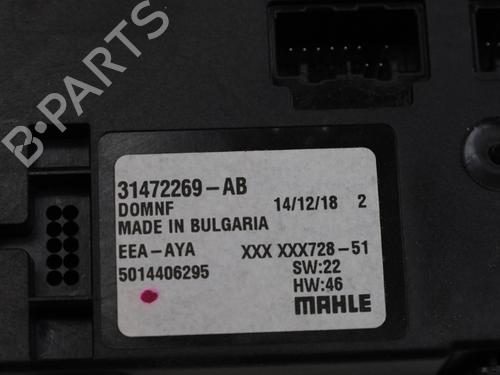 B-PARTS
31472269-AB
DOMNF 14/12/18 2
MADE IN BULGARIA
EEA-AYA XXX XXX728-51
5014406295 SW:22
HW:46
MAHLE